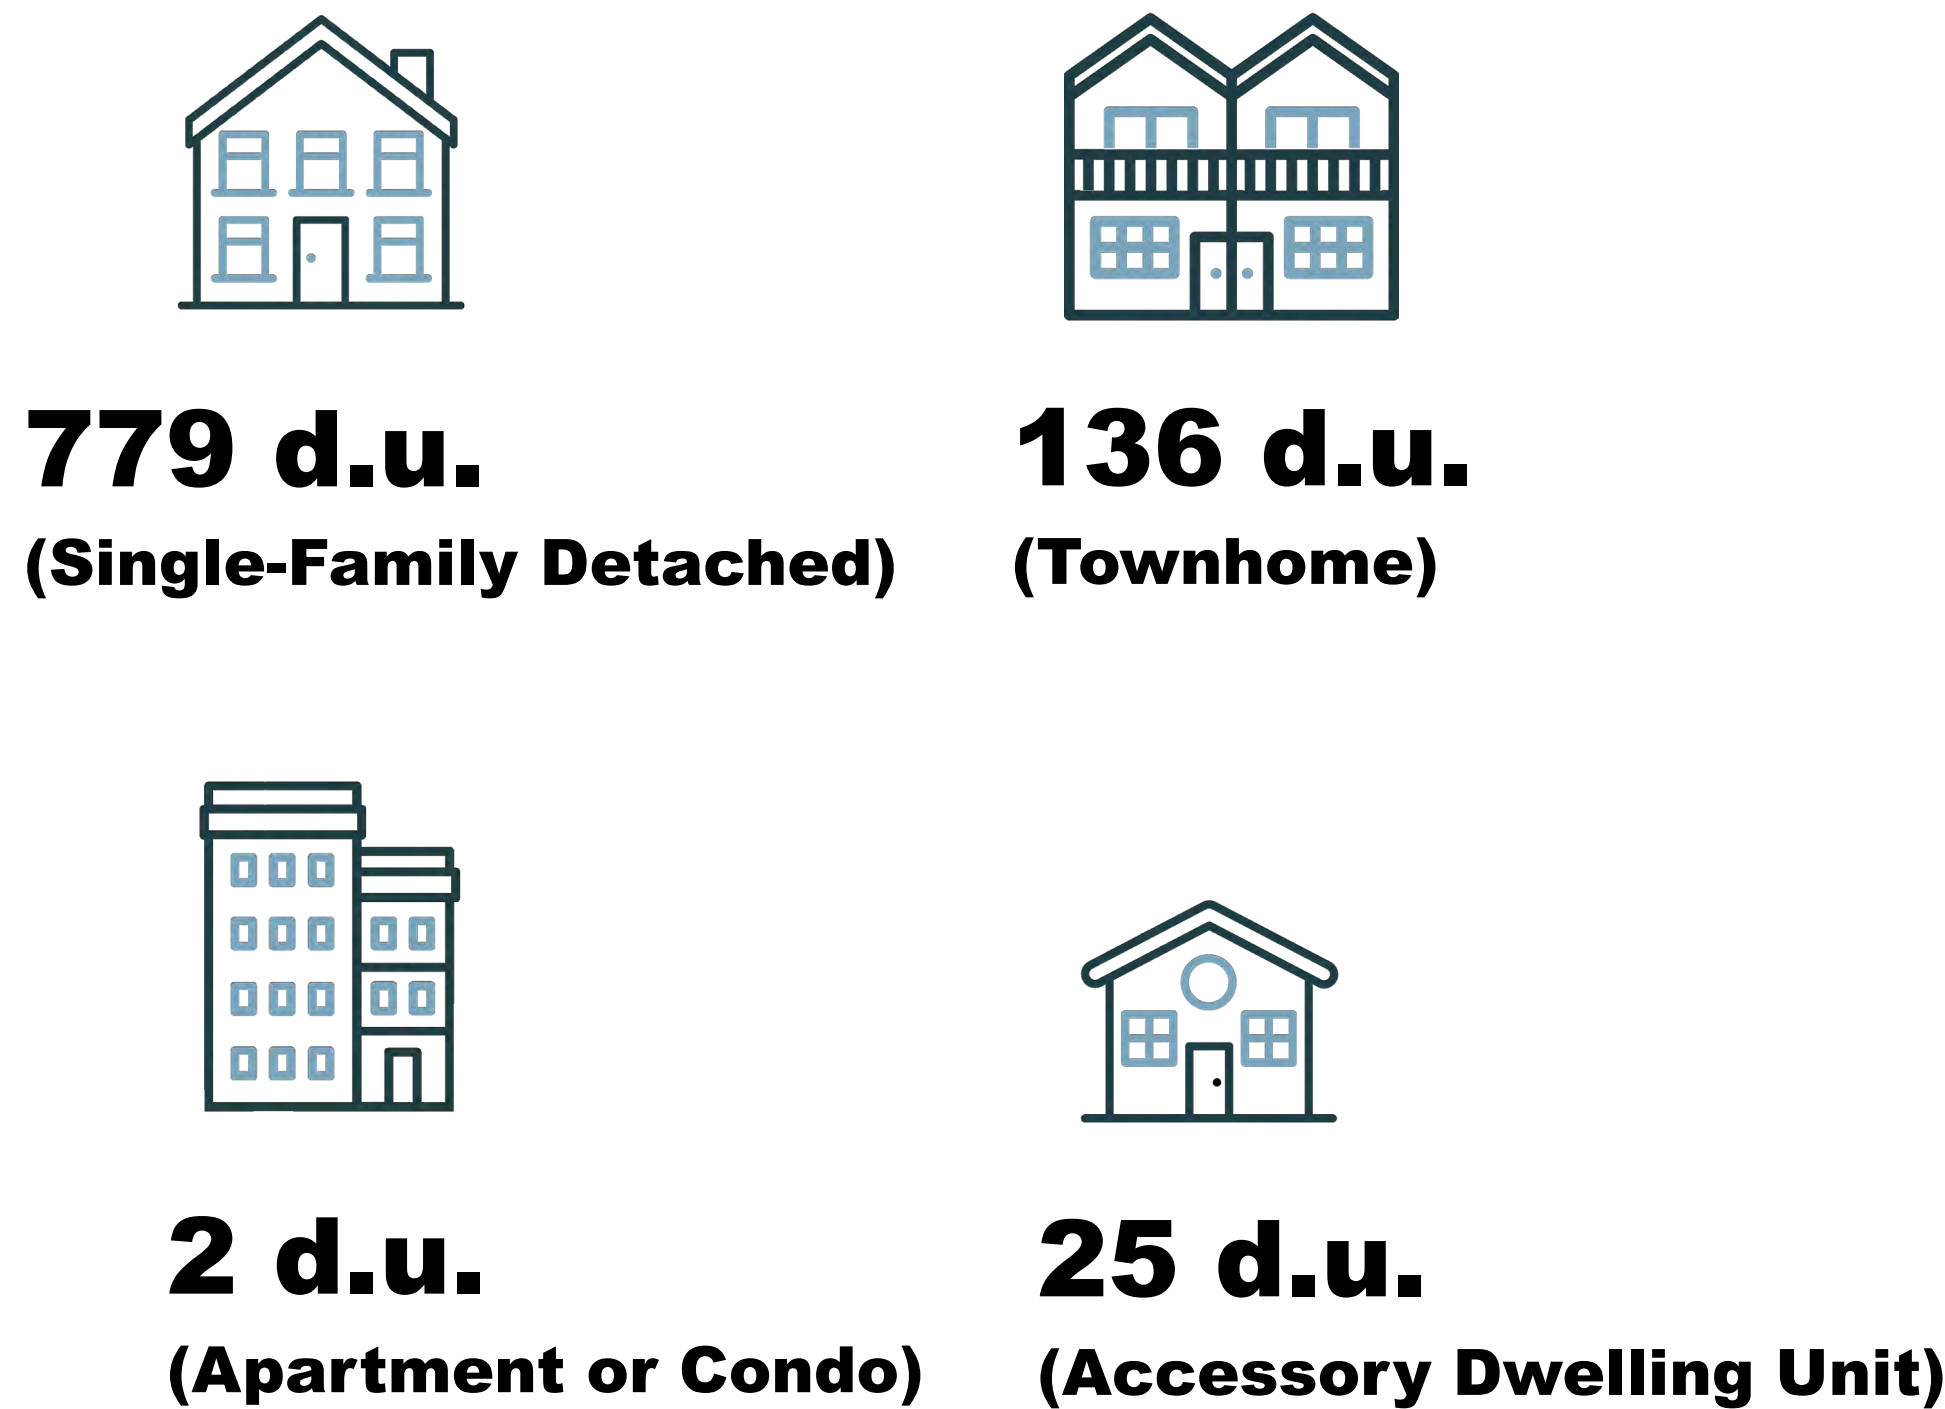 779 d.u.
(Single-Family Detached)
136 d.u.
(Townhome)
2 d.u.
(Apartment or Condo)
25 d.u.
(Accessory Dwelling Unit)